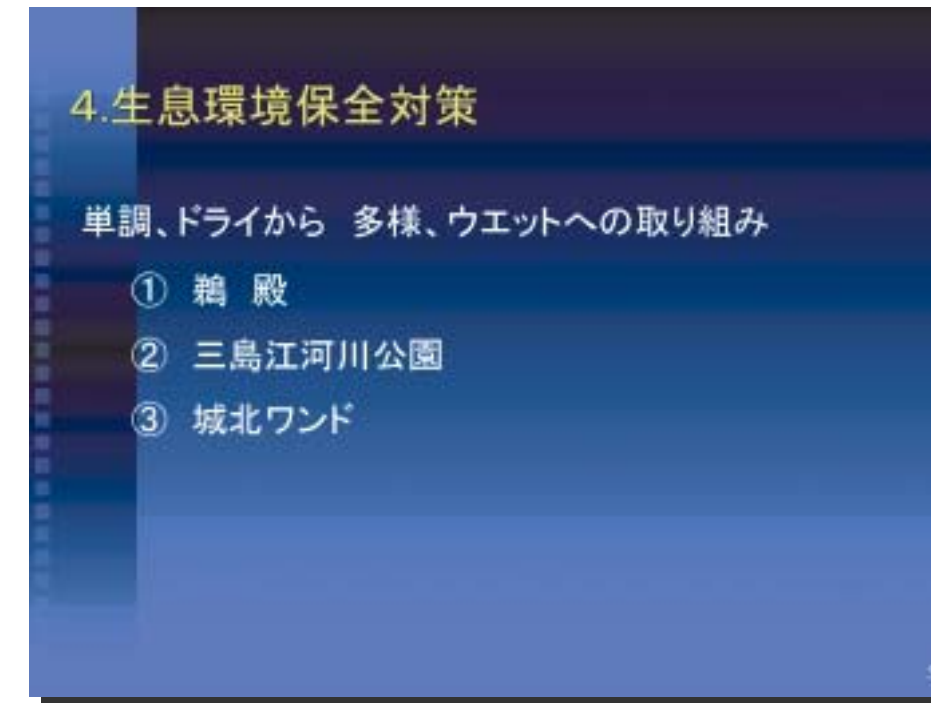 4.生息環境保全対策
単調、ドライから　多様、ウエットへの取り組み
①　鵜　殿
②　三島江河川公園
③　城北ワンド